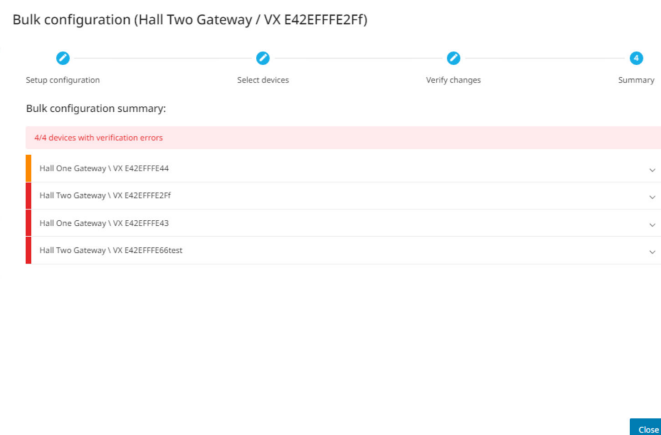 Bulk configuration (Hall Two Gateway / VX E42EFFFE2Ff)
Setup configuration
Select devices
Verify changes
4
Summary
Bulk configuration summary:
4/4 devices with verification errors
Hall One Gateway \ VX E42EFFFE44
Hall Two Gateway \ VX E42EFFFE2Ff
Hall One Gateway \ VX E42EFFFE43
Hall Two Gateway \ VX E42EFFFE66test
Close